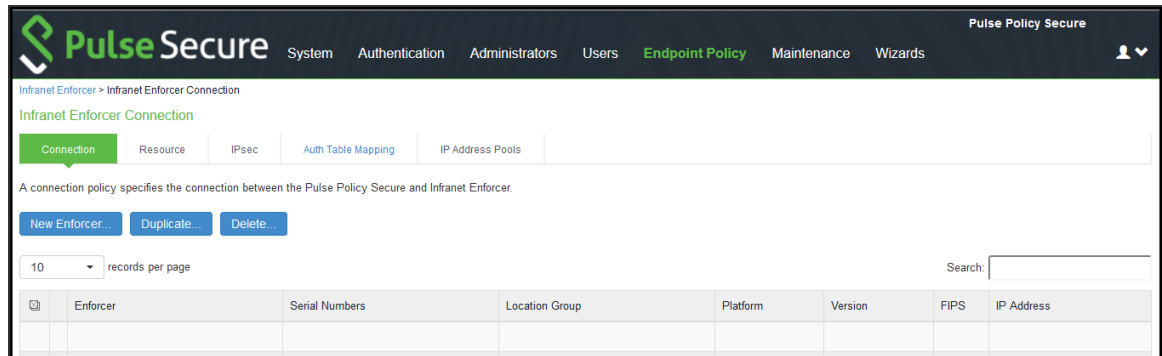 Pulse Policy Secure
Pulse Secure System Authentication Administrators Users Endpoint Policy Maintenance Wizards
Infranet Enforcer > Infranet Enforcer Connection
Infranet Enforcer Connection
Connection Resource IPsec Auth Table Mapping IP Address Pools
A connection policy specifies the connection between the Pulse Policy Secure and Infranet Enforcer.
New Enforcer... Duplicate... Delete...
10 records per page Search:
Enforcer Serial Numbers Location Group Platform Version FIPS IP Address